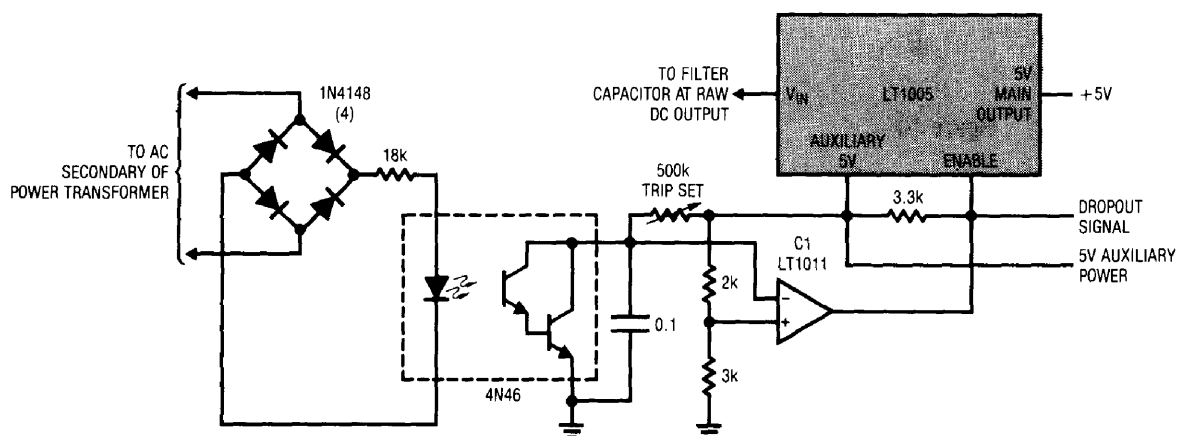 TO AC
SECONDARY OF
POWER TRANSFORMER
1N4148
(4)
18k
4N46
0.1
500k
TRIP SET
2k
3k
C1
LT1011
-
+
TO FILTER
CAPACITOR AT RAW
DC OUTPUT
VIN
LT1005
5V
MAIN
OUTPUT
AUXILIARY
5V
ENABLE
+5V
3.3k
DROPOUT
SIGNAL
5V AUXILIARY
POWER